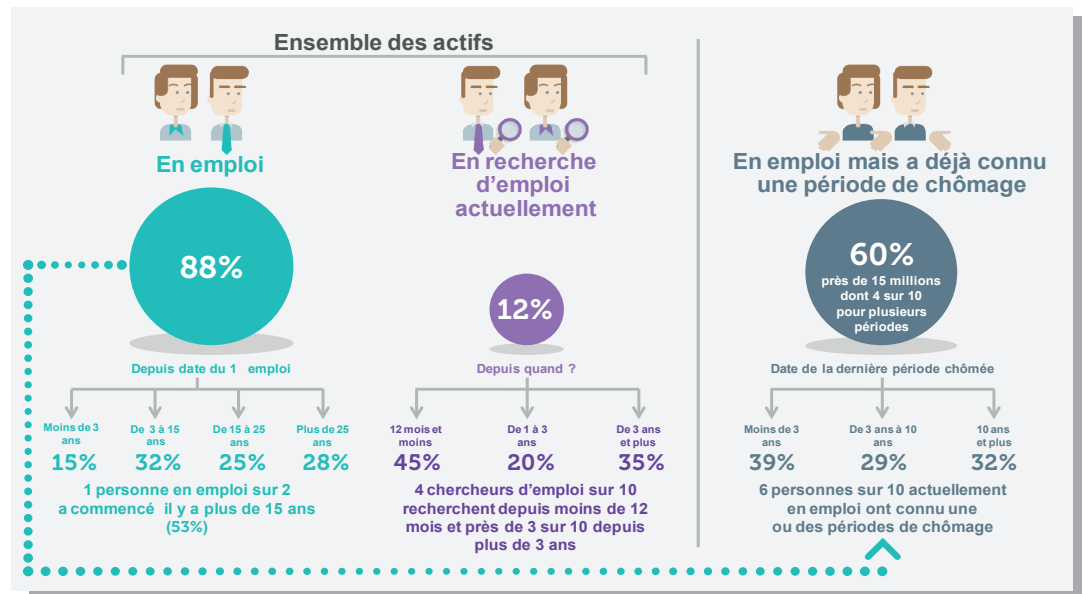 Ensemble des actifs
En emploi
88%
Depuis date du 1 emploi
Moins de 3
ans
15%
De 3 à 15
ans
32%
De 15 à 25
ans
25%
Plus de 25
ans
28%
1 personne en emploi sur 2
a commencé il y a plus de 15 ans
(53%)
En recherche
d’emploi
actuellement
12%
Depuis quand ?
12 mois et
moins
45%
De 1 à 3
ans
20%
De 3 ans
et plus
35%
4 chercheurs d’emploi sur 10
recherchent depuis moins de 12
mois et près de 3 sur 10 depuis
plus de 3 ans
En emploi mais a déjà connu
une période de chômage
60%
près de 15 millions
dont 4 sur 10
pour plusieurs
périodes
Date de la dernière période chômée
Moins de 3
ans
39%
De 3 ans à 10
ans
29%
10 ans
et plus
32%
6 personnes sur 10 actuellement
en emploi ont connu une
ou des périodes de chômage